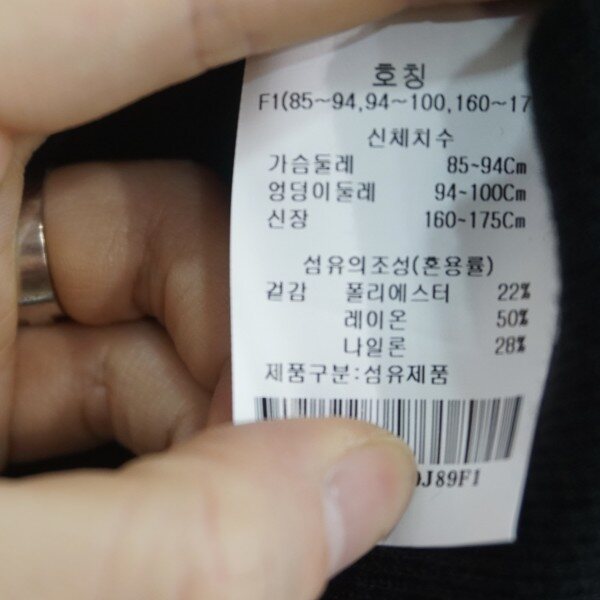 호칭
F1(85~94,94~100,160~17
신체치수
가슴둘레 85~94Cm
엉덩이둘레 94~100Cm
신장 160~175Cm
섬유의조성(혼용률)
겉감 폴리에스터 22%
레이온 50%
나일론 28%
제품구분:섬유제품
J89F1